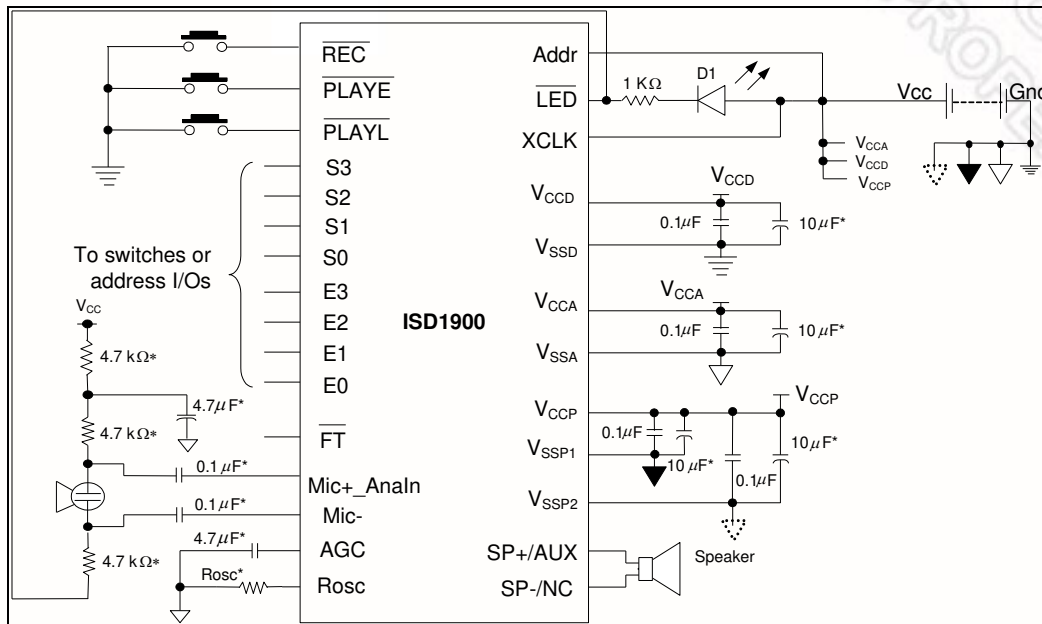 REC
PLAYE
PLAYL
S3
S2
S1
S0
E3
E2
E1
E0
FT
Mic+_AnaIn
Mic-
AGC
Rosc
To switches or
address I/Os
VCC
4.7 kΩ*
4.7μF*
4.7 kΩ*
0.1μF*
0.1μF*
4.7μF*
4.7 kΩ*
Rosc*
ISD1900
Addr
LED
XCLK
VCCD
VSSD
VCCA
VSSA
VCCP
VSSP1
VSSP2
SP+/AUX
SP-/NC
1 KΩ
D1
Vcc
Gnd
VCCA
VCCD
VCCP
VCCD
0.1μF
10μF*
VCCA
0.1μF
10μF*
VCCP
0.1μF
10μF*
0.1μF
10μF*
Speaker